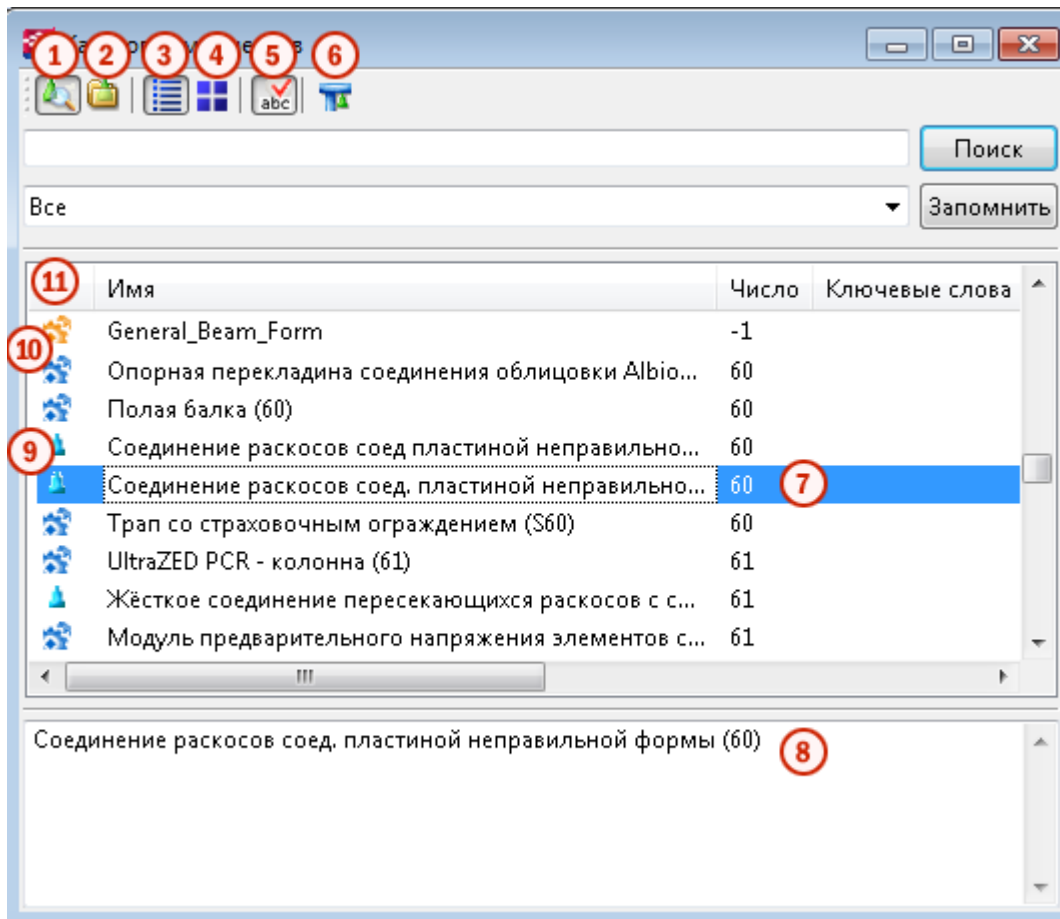 1 2 3 4 5 6
abc
Поиск
Все Запомнить
11 Имя Число Ключевые слова
General_Beam_Form -1
10
Опорная перекладина соединения облицовки Albio... 60
Полая балка (60) 60
9 Соединение раскосов соед пластиной неправильно... 60
Соединение раскосов соед. пластиной неправильно... 60 7
Трап со страховочным ограждением (S60) 60
UltraZED PCR - колонна (61) 61
Жёсткое соединение пересекающихся раскосов с с... 61
Модуль предварительного напряжения элементов с... 61
Соединение раскосов соед. пластиной неправильной формы (60) 8